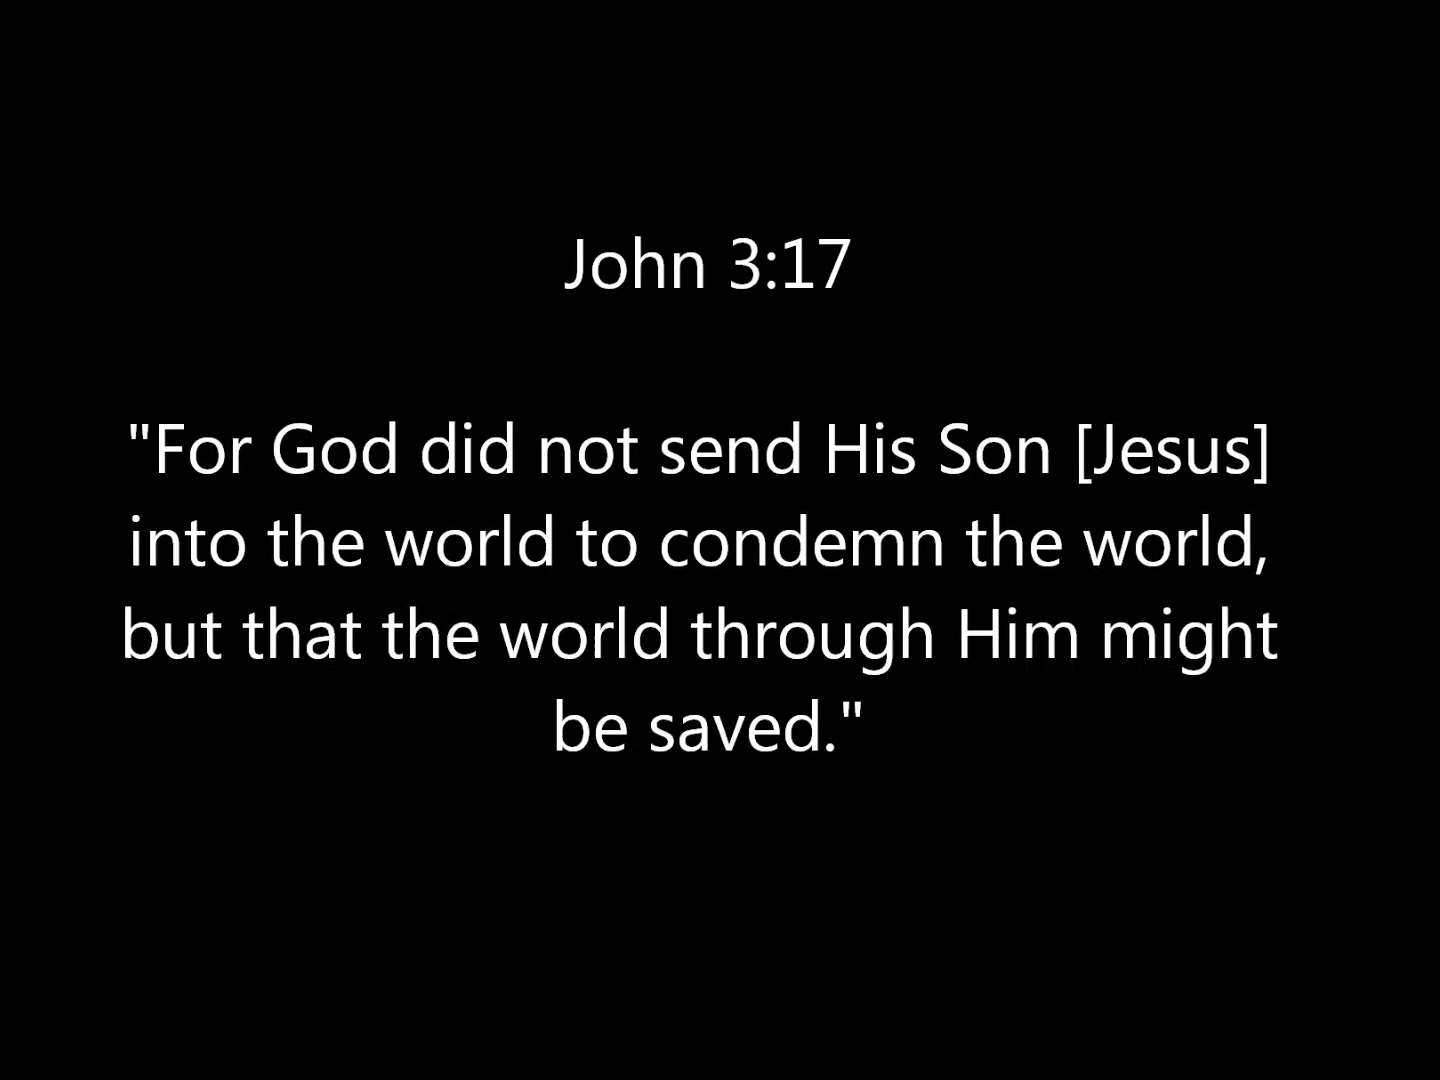 John 3:17
"For God did not send His Son [Jesus]
into the world to condemn the world,
but that the world through Him might
be saved."